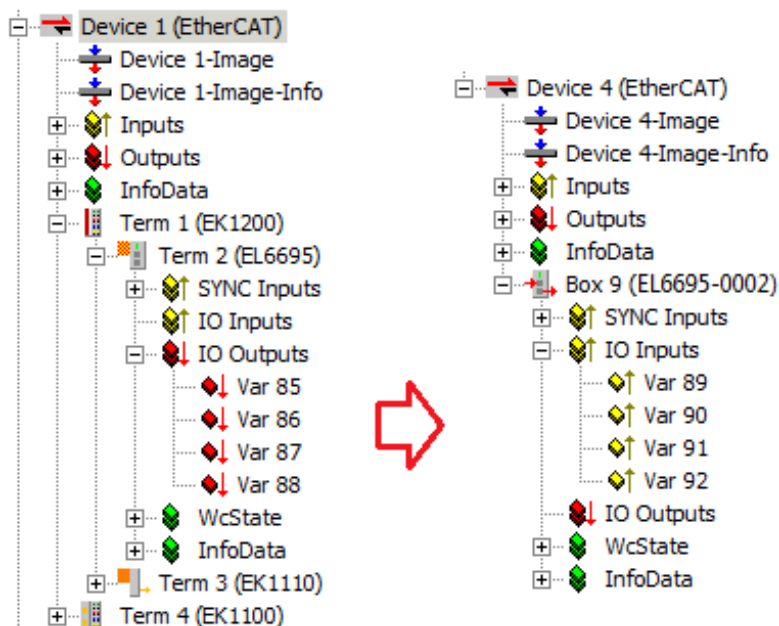 Device 1 (EtherCAT)
Device 1-Image
Device 1-Image-Info
Inputs
Outputs
InfoData
Term 1 (EK1200)
Term 2 (EL6695)
SYNC Inputs
IO Inputs
IO Outputs
Var 85
Var 86
Var 87
Var 88
WcState
InfoData
Term 3 (EK1110)
Term 4 (EK1100)
Device 4 (EtherCAT)
Device 4-Image
Device 4-Image-Info
Inputs
Outputs
InfoData
Box 9 (EL6695-0002)
SYNC Inputs
IO Inputs
Var 89
Var 90
Var 91
Var 92
IO Outputs
WcState
InfoData